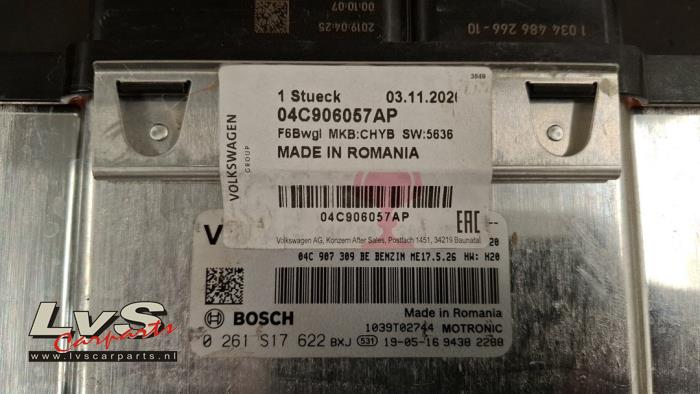 2019/04/25
00:10:07
1 034 486 266-10
3849
1 Stueck 03.11.2020
04C906057AP
F6Bwgl MKB:CHYB SW:5636
MADE IN ROMANIA
VOLKSWAGEN
GROUP
04C906057AP
EAC
Volkswagen AG, Konzern After Sales, Postfach 1451, 34219 Baunatal
V
--
20
04C 907 309 BE BENZIN ME17.5.26 HW: H20
BOSCH
Made in Romania
1039T02744 MOTRONIC
0 261 S17 622 BXJ 531 19-05-16 9438 2288
LvS
Carparts
www.lvscarparts.nl